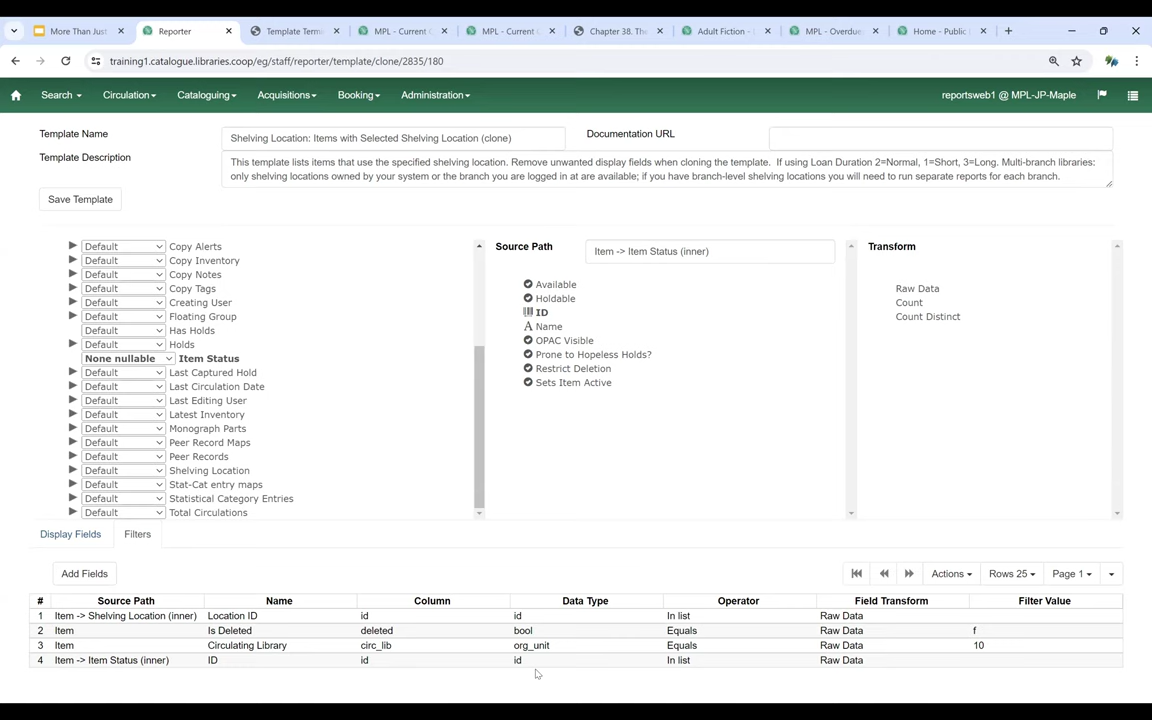 More Than Just
Reporter
Template Term
MPL - Current C
MPL - Current C
Chapter 38. The
Adult Fiction -
MPL - Overdue
Home - Public
training1.catalogue.libraries.coop/eg/staff/reporter/template/clone/2835/180
Search Circulation Cataloguing Acquisitions Booking Administration reportsweb1 @ MPL-JP-Maple
Template Name Shelving Location: Items with Selected Shelving Location (clone) Documentation URL
Template Description This template lists items that use the specified shelving location. Remove unwanted display fields when cloning the template. If using Loan Duration 2=Normal, 1=Short, 3=Long. Multi-branch libraries:
only shelving locations owned by your system or the branch you are logged in at are available; if you have branch-level shelving locations you will need to run separate reports for each branch.
Save Template
Default Copy Alerts
Default Copy Inventory
Default Copy Notes
Default Copy Tags
Default Creating User
Default Floating Group
Default Has Holds
Default Holds
None nullable Item Status
Default Last Captured Hold
Default Last Circulation Date
Default Last Editing User
Default Latest Inventory
Default Monograph Parts
Default Peer Record Maps
Default Peer Records
Default Shelving Location
Default Stat-Cat entry maps
Default Statistical Category Entries
Default Total Circulations
Source Path Item -> Item Status (inner)
Available
Holdable
ID
A Name
OPAC Visible
Prone to Hopeless Holds?
Restrict Deletion
Sets Item Active
Transform
Raw Data
Count
Count Distinct
Display Fields Filters
Add Fields Actions Rows 25 Page 1
# Source Path Name Column Data Type Operator Field Transform Filter Value
1 Item -> Shelving Location (inner) Location ID id id In list Raw Data
2 Item Is Deleted deleted bool Equals Raw Data f
3 Item Circulating Library circ_lib org_unit Equals Raw Data 10
4 Item -> Item Status (inner) ID id id In list Raw Data